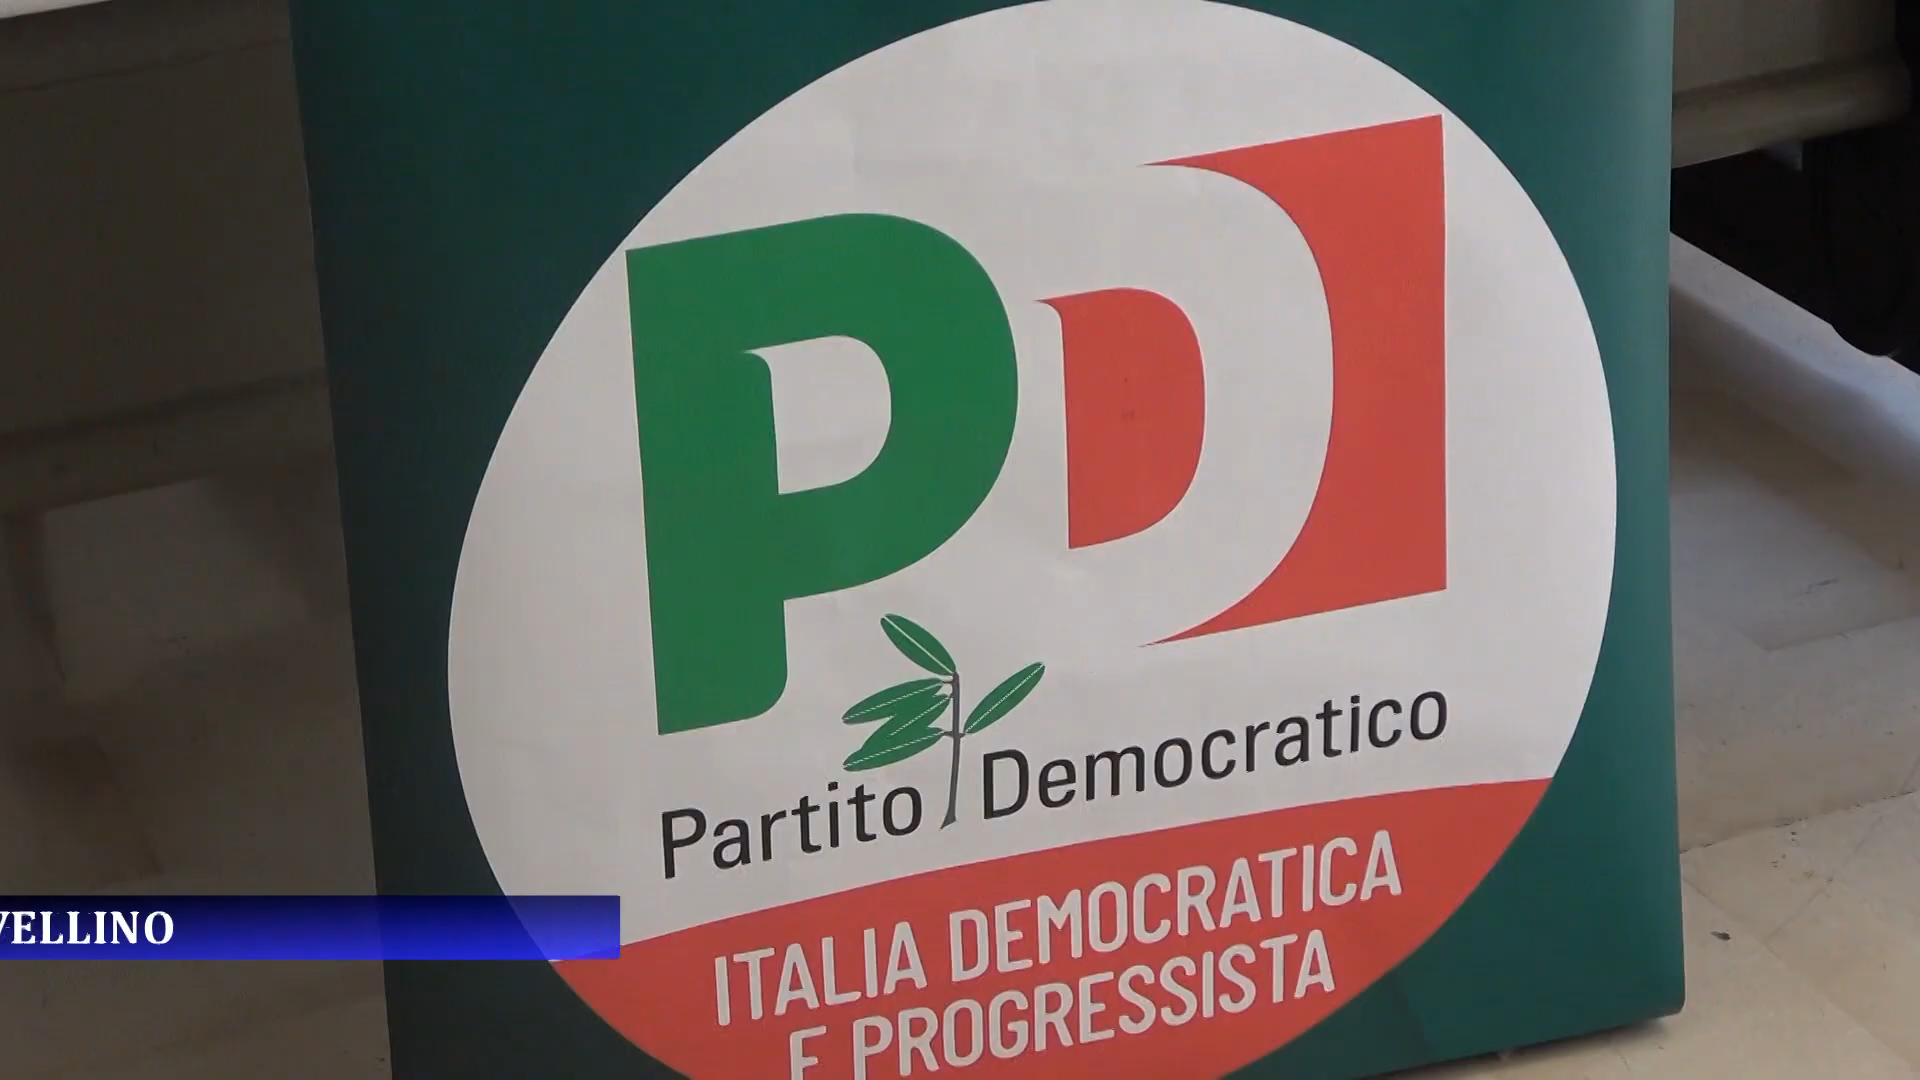 PD
Partito Democratico
ITALIA DEMOCRATICA
E PROGRESSISTA
VELLINO